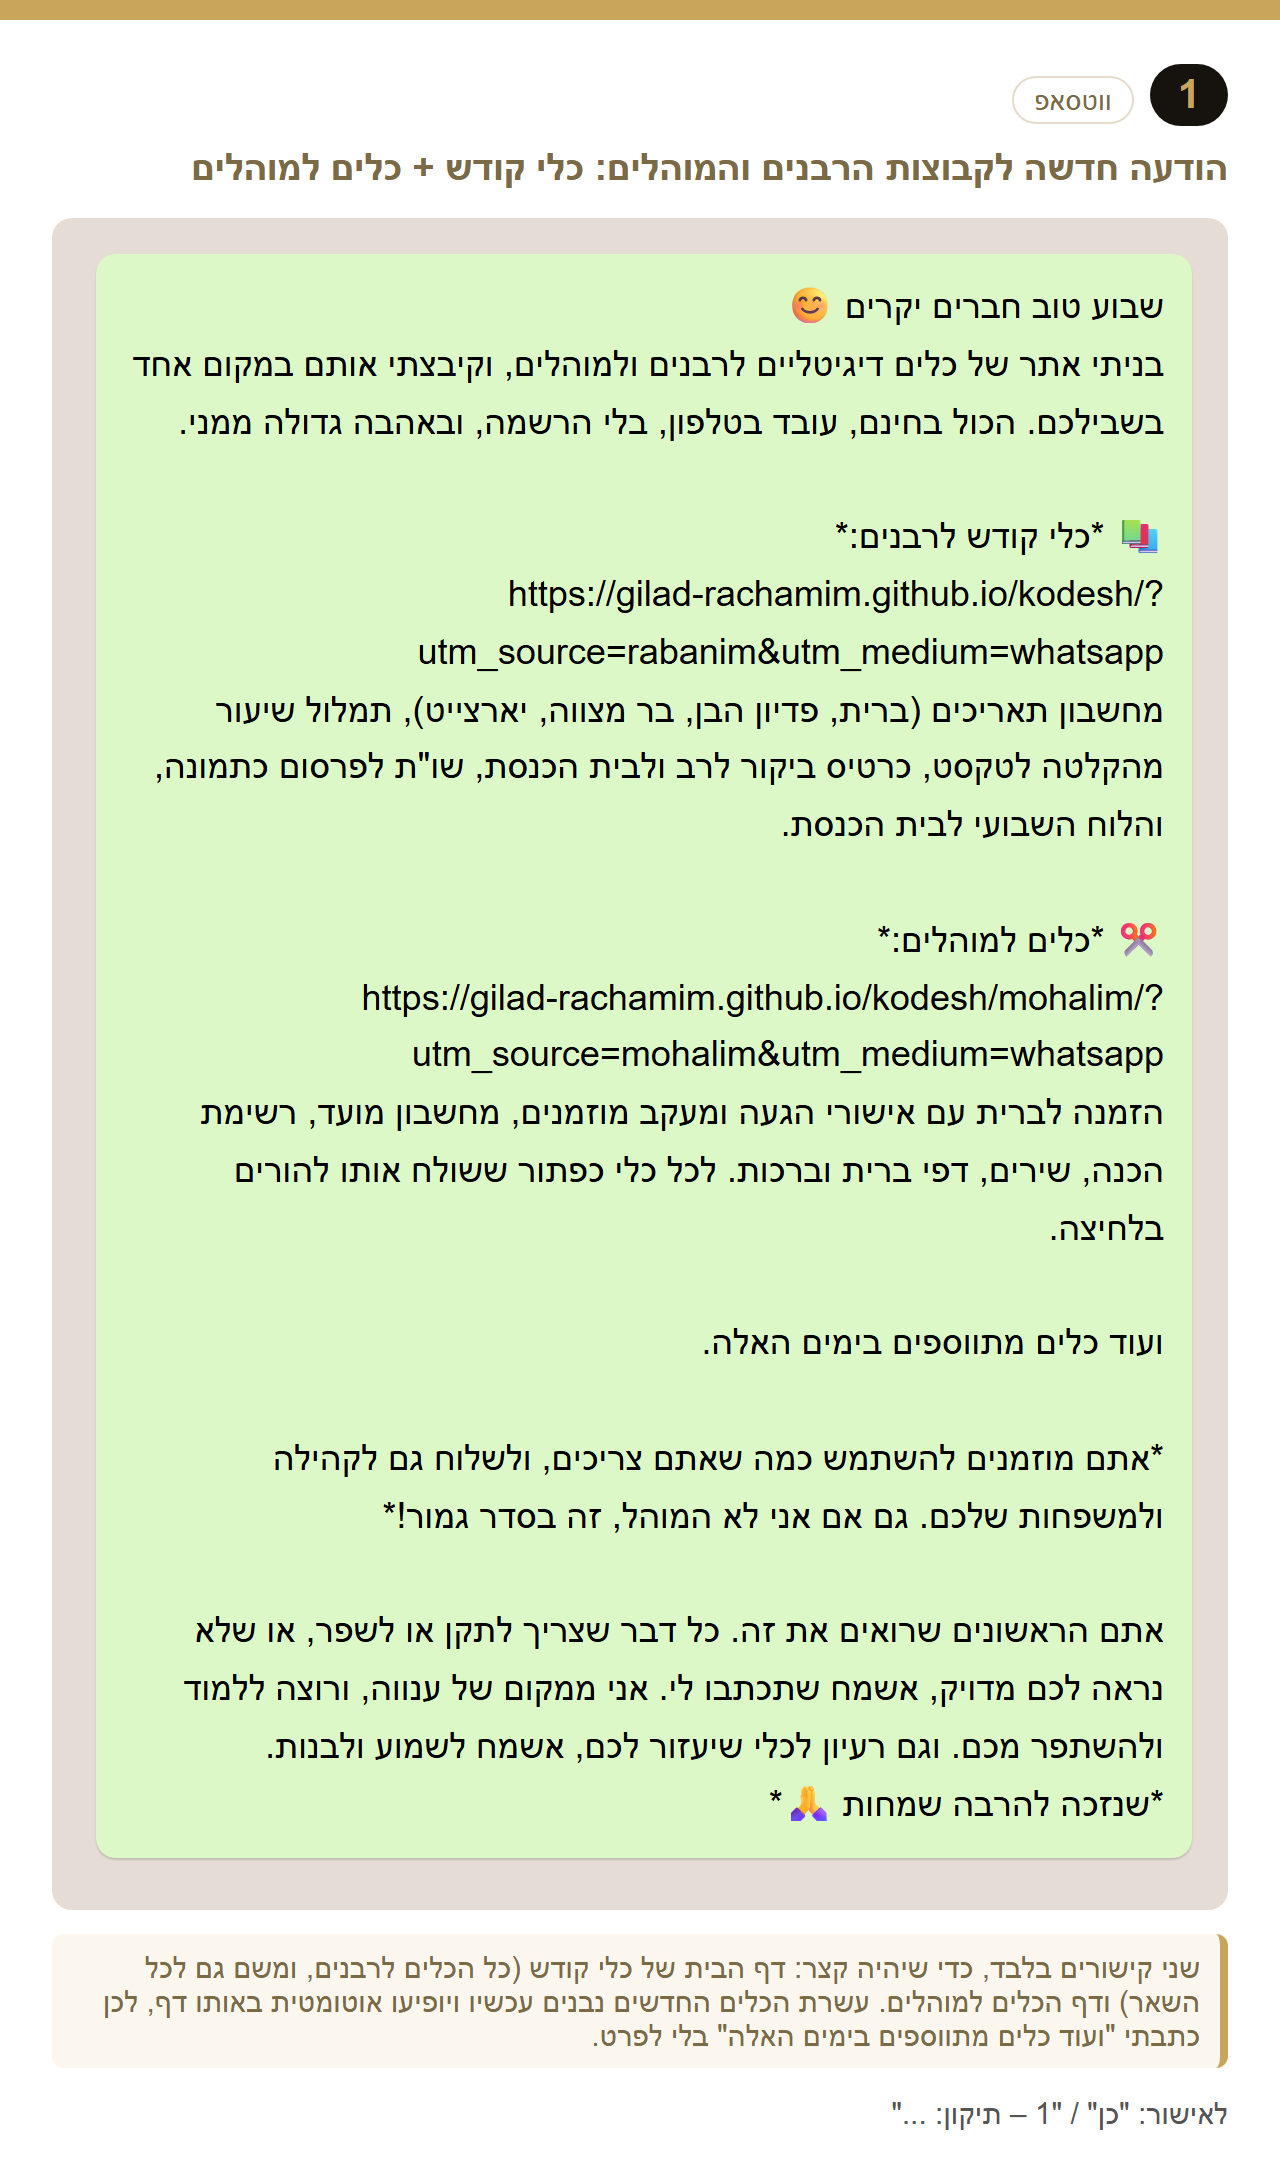 1
ווטסאפ
הודעה חדשה לקבוצות הרבנים והמוהלים: כלי קודש + כלים למוהלים
שבוע טוב חברים יקרים 😊
בניתי אתר של כלים דיגיטליים לרבנים ולמוהלים, וקיבצתי אותם במקום אחד
בשבילכם. הכול בחינם, עובד בטלפון, בלי הרשמה, ובאהבה גדולה ממני.
📚 *כלי קודש לרבנים:*
https://gilad-rachamim.github.io/kodesh/?
utm_source=rabanim&utm_medium=whatsapp
מחשבון תאריכים (ברית, פדיון הבן, בר מצווה, יארצייט), תמלול שיעור
מהקלטה לטקסט, כרטיס ביקור לרב ולבית הכנסת, שו"ת לפרסום כתמונה,
והלוח השבועי לבית הכנסת.
✂️ *כלים למוהלים:*
https://gilad-rachamim.github.io/kodesh/mohalim/?
utm_source=mohalim&utm_medium=whatsapp
הזמנה לברית עם אישורי הגעה ומעקב מוזמנים, מחשבון מועד, רשימת
הכנה, שירים, דפי ברית וברכות. לכל כלי כפתור ששולח אותו להורים
בלחיצה.
ועוד כלים מתווספים בימים האלה.
*אתם מוזמנים להשתמש כמה שאתם צריכים, ולשלוח גם לקהילה
ולמשפחות שלכם. גם אם אני לא המוהל, זה בסדר גמור!*
אתם הראשונים שרואים את זה. כל דבר שצריך לתקן או לשפר, או שלא
נראה לכם מדויק, אשמח שתכתבו לי. אני ממקום של ענווה, ורוצה ללמוד
ולהשתפר מכם. וגם רעיון לכלי שיעזור לכם, אשמח לשמוע ולבנות.
*שנזכה להרבה שמחות 🙏*
שני קישורים בלבד, כדי שיהיה קצר: דף הבית של כלי קודש (כל הכלים לרבנים, ומשם גם לכל
השאר) ודף הכלים למוהלים. עשרת הכלים החדשים נבנים עכשיו ויופיעו אוטומטית באותו דף, לכן
כתבתי "ועוד כלים מתווספים בימים האלה" בלי לפרט.
לאישור: "כן" / "1 – תיקון: ..."